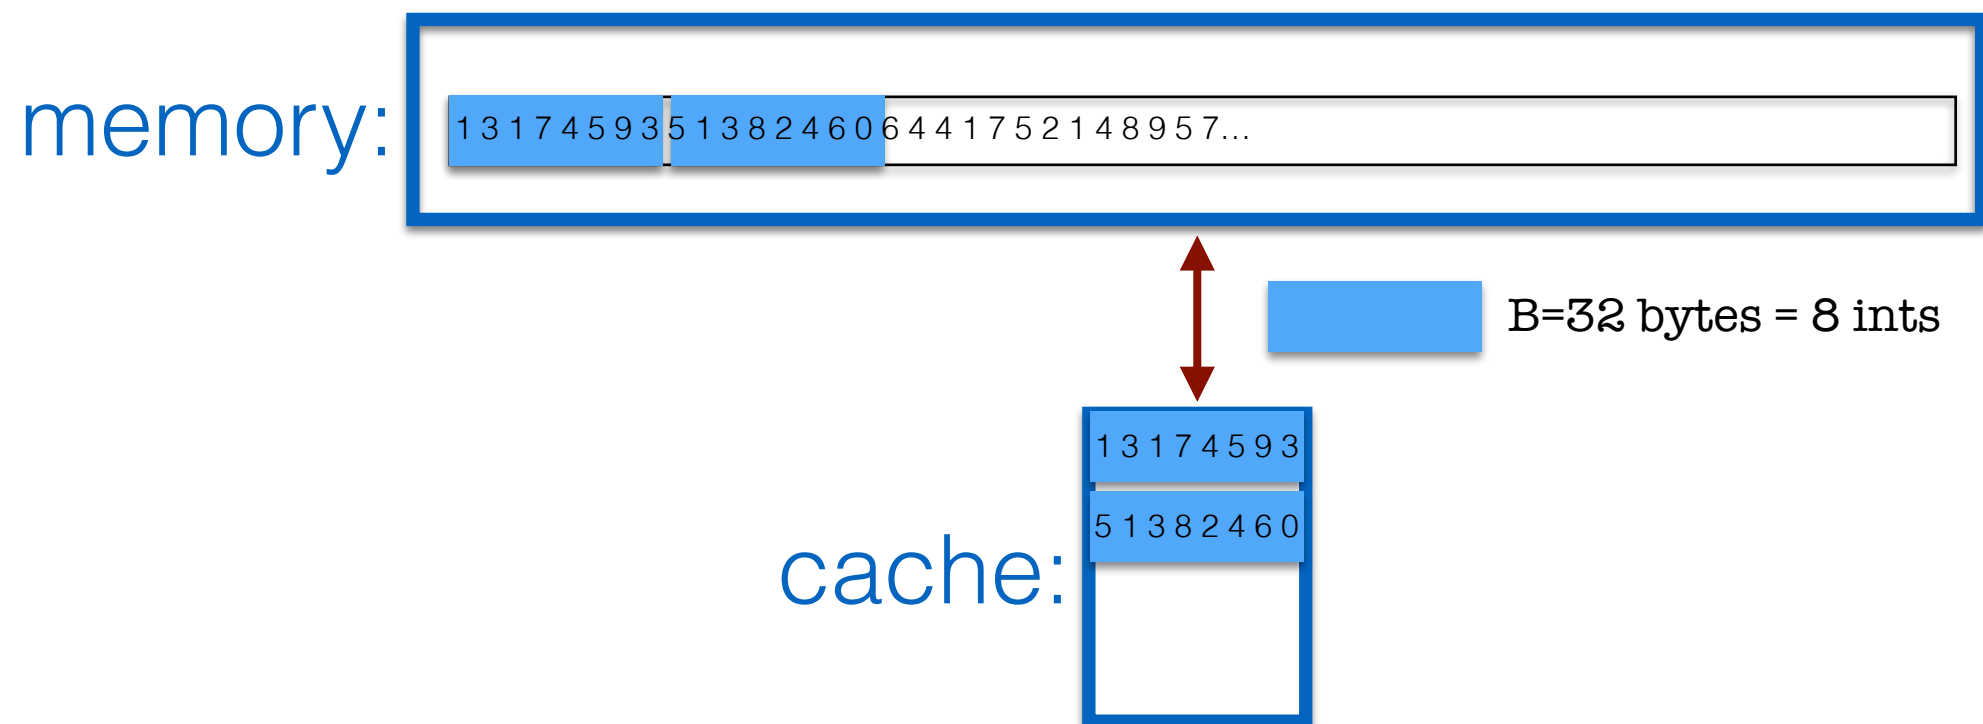 memory:
1 3 1 7 4 5 9 3 5 1 3 8 2 4 6 0 6 4 4 1 7 5 2 1 4 8 9 5 7...
B=32 bytes = 8 ints
1 3 1 7 4 5 9 3
5 1 3 8 2 4 6 0
cache: